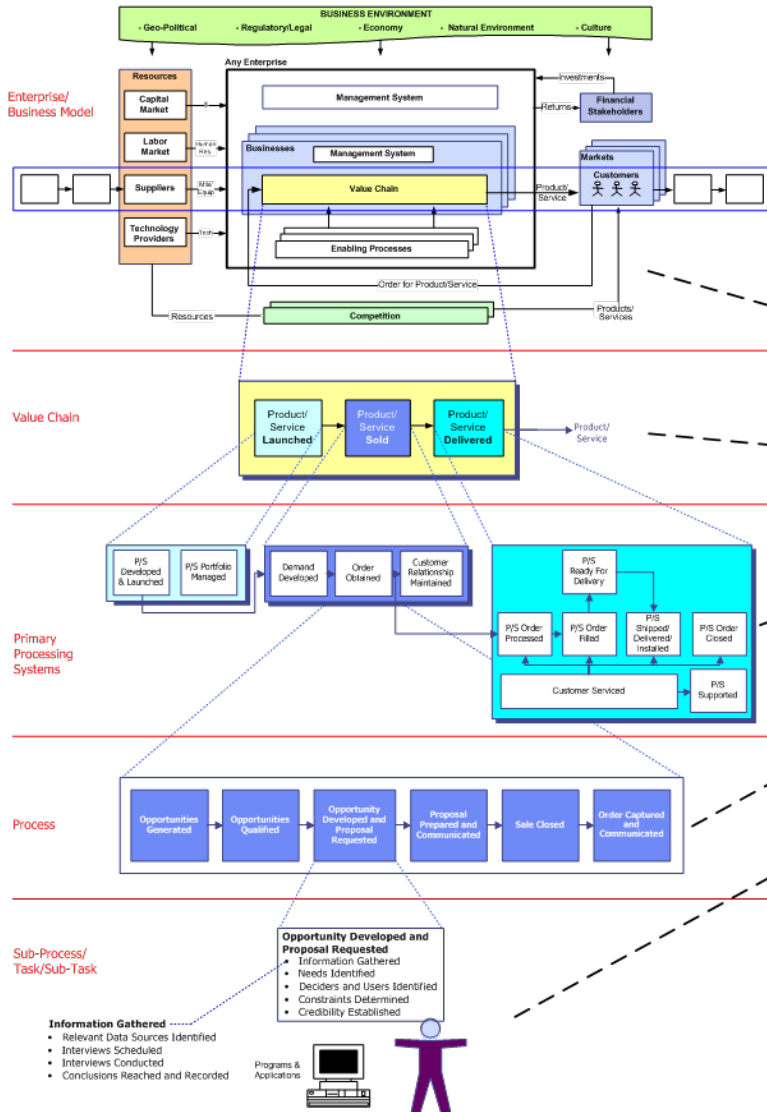 BUSINESS ENVIRONMENT
- Geo-Political - Regulatory/Legal - Economy - Natural Environment - Culture
Any Enterprise
Resources
Enterprise/
Business Model
Capital
Market
$
Management System
Investments
Returns
Financial
Stakeholders
Labor
Market
Human
Res.
Businesses
Management System
Markets
Customers
Suppliers
Mtls/
Equip
Value Chain
Product/
Service
Technology
Providers
Tech
Enabling Processes
Order for Product/Service
Resources
Competition
Products/
Services
Value Chain
Product/
Service
Launched
Product/
Service
Sold
Product/
Service
Delivered
Product/
Service
Primary
Processing
Systems
P/S
Developed
& Launched
P/S Portfolio
Managed
Demand
Developed
Order
Obtained
Customer
Relationship
Maintained
P/S
Ready For
Delivery
P/S Order
Processed
P/S Order
Filled
P/S
Shipped/
Delivered/
Installed
P/S Order
Closed
Customer Serviced
P/S
Supported
Process
Opportunities
Generated
Opportunities
Qualified
Opportunity
Developed and
Proposal
Requested
Proposal
Prepared and
Communicated
Sale Closed
Order Captured
and
Communicated
Sub-Process/
Task/Sub-Task
Opportunity Developed and
Proposal Requested
• Information Gathered
• Needs Identified
• Deciders and Users Identified
• Constraints Determined
• Credibility Established
Information Gathered
• Relevant Data Sources Identified
• Interviews Scheduled
• Interviews Conducted
• Conclusions Reached and Recorded
Programs &
Applications